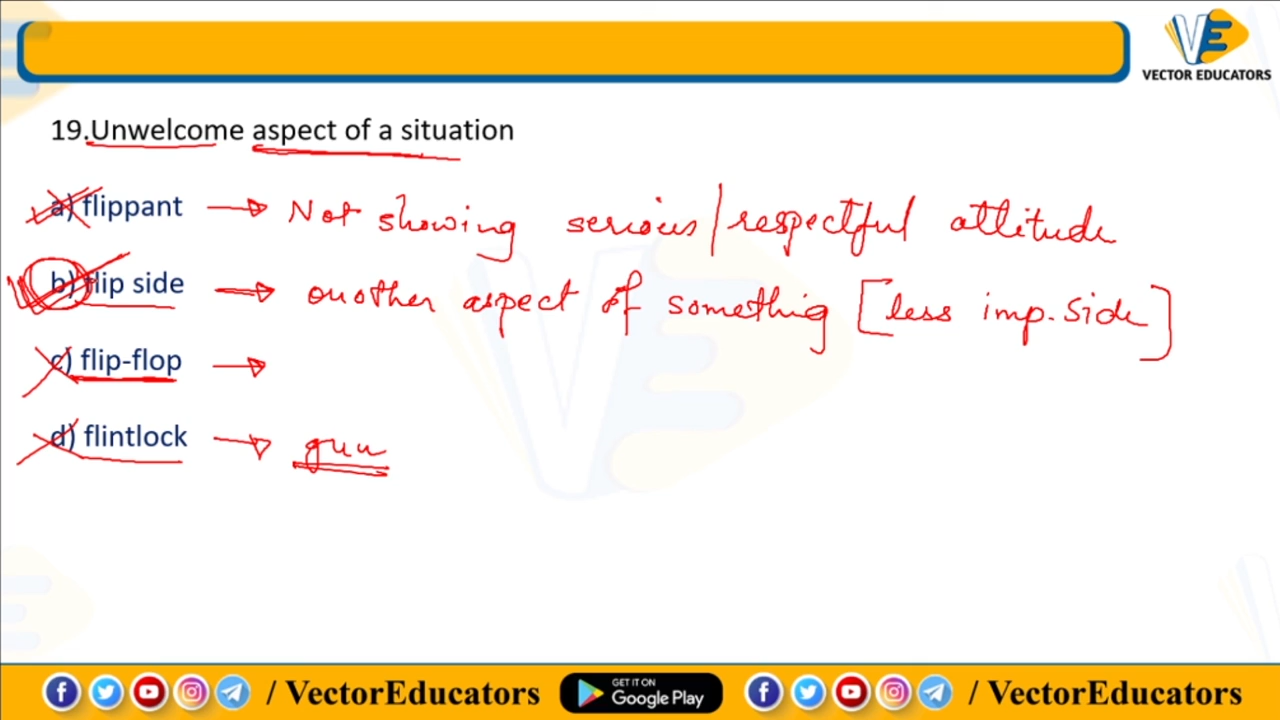 VECTOR EDUCATORS
19.Unwelcome aspect of a situation
a) flippant → Not showing serious/respectful attitude
b) flip side → another aspect of something [less imp. side]
c) flip-flop →
d) flintlock → gun
/ VectorEducators GET IT ON Google Play / VectorEducators